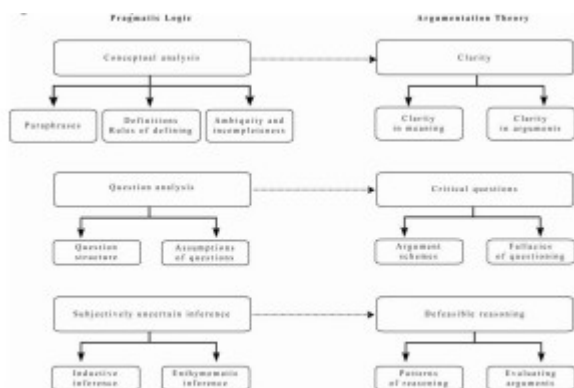 Pragmatic Logic
Argumentation Theory
Conceptual analysis
Clarity
Paraphrases
Definitions
Rules of defining
Ambiguity and
incompleteness
Clarity
in meaning
Clarity
in arguments
Question analysis
Critical questions
Question
structure
Assumptions
of questions
Argument
schemes
Fallacies
of questioning
Subjectively uncertain inference
Defeasible reasoning
Inductive
inference
Enthymematic
inference
Patterns
of reasoning
Evaluating
arguments